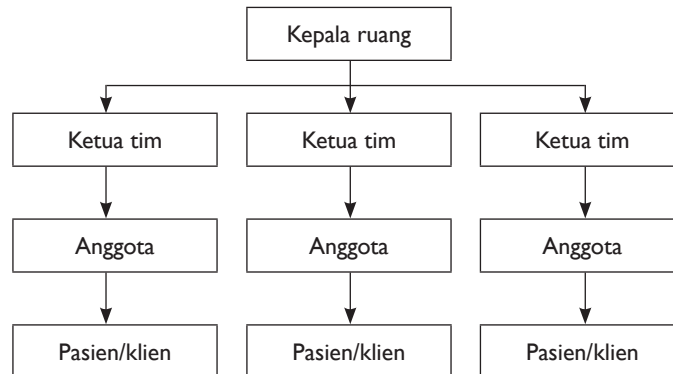 Kepala ruang
Ketua tim
Ketua tim
Ketua tim
Anggota
Anggota
Anggota
Pasien/klien
Pasien/klien
Pasien/klien